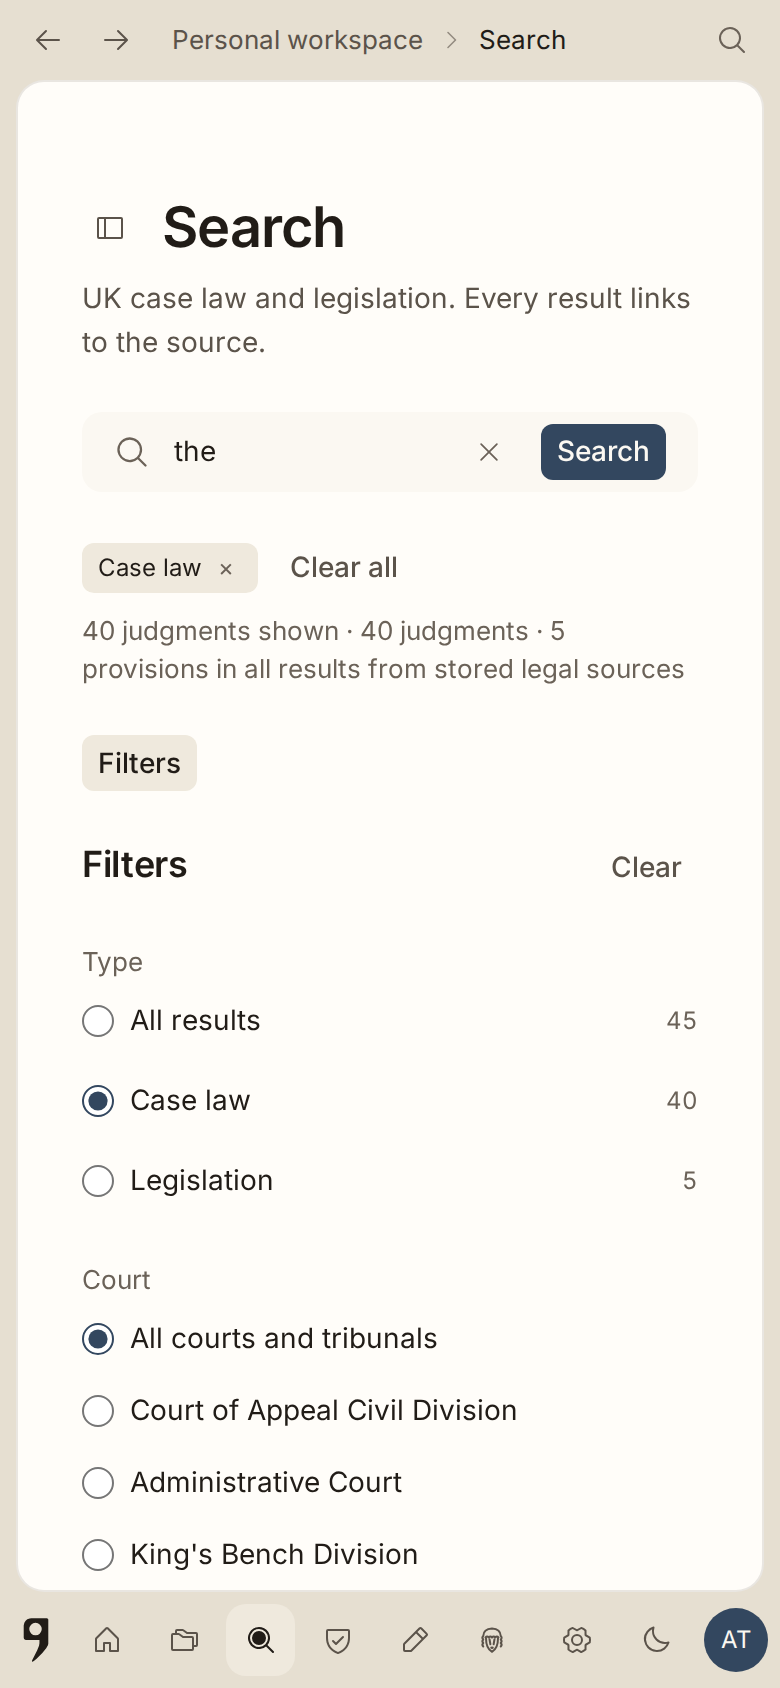 Personal workspace > Search
Search
UK case law and legislation. Every result links
to the source.
the
Search
Case law ×
Clear all
40 judgments shown · 40 judgments · 5
provisions in all results from stored legal sources
Filters
Filters
Clear
Type
All results 45
Case law 40
Legislation 5
Court
All courts and tribunals
Court of Appeal Civil Division
Administrative Court
King's Bench Division
AT